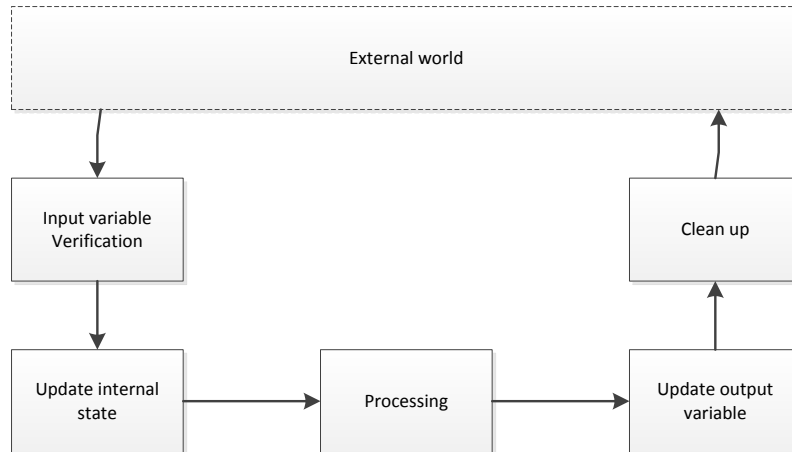 External world
Input variable
Verification
Clean up
Update internal
state
Processing
Update output
variable